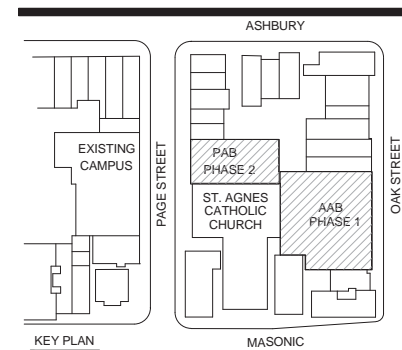 ASHBURY
EXISTING
CAMPUS
PAGE STREET
PAB
PHASE 2
ST. AGNES
CATHOLIC
CHURCH
AAB
PHASE 1
OAK STREET
KEY PLAN
MASONIC